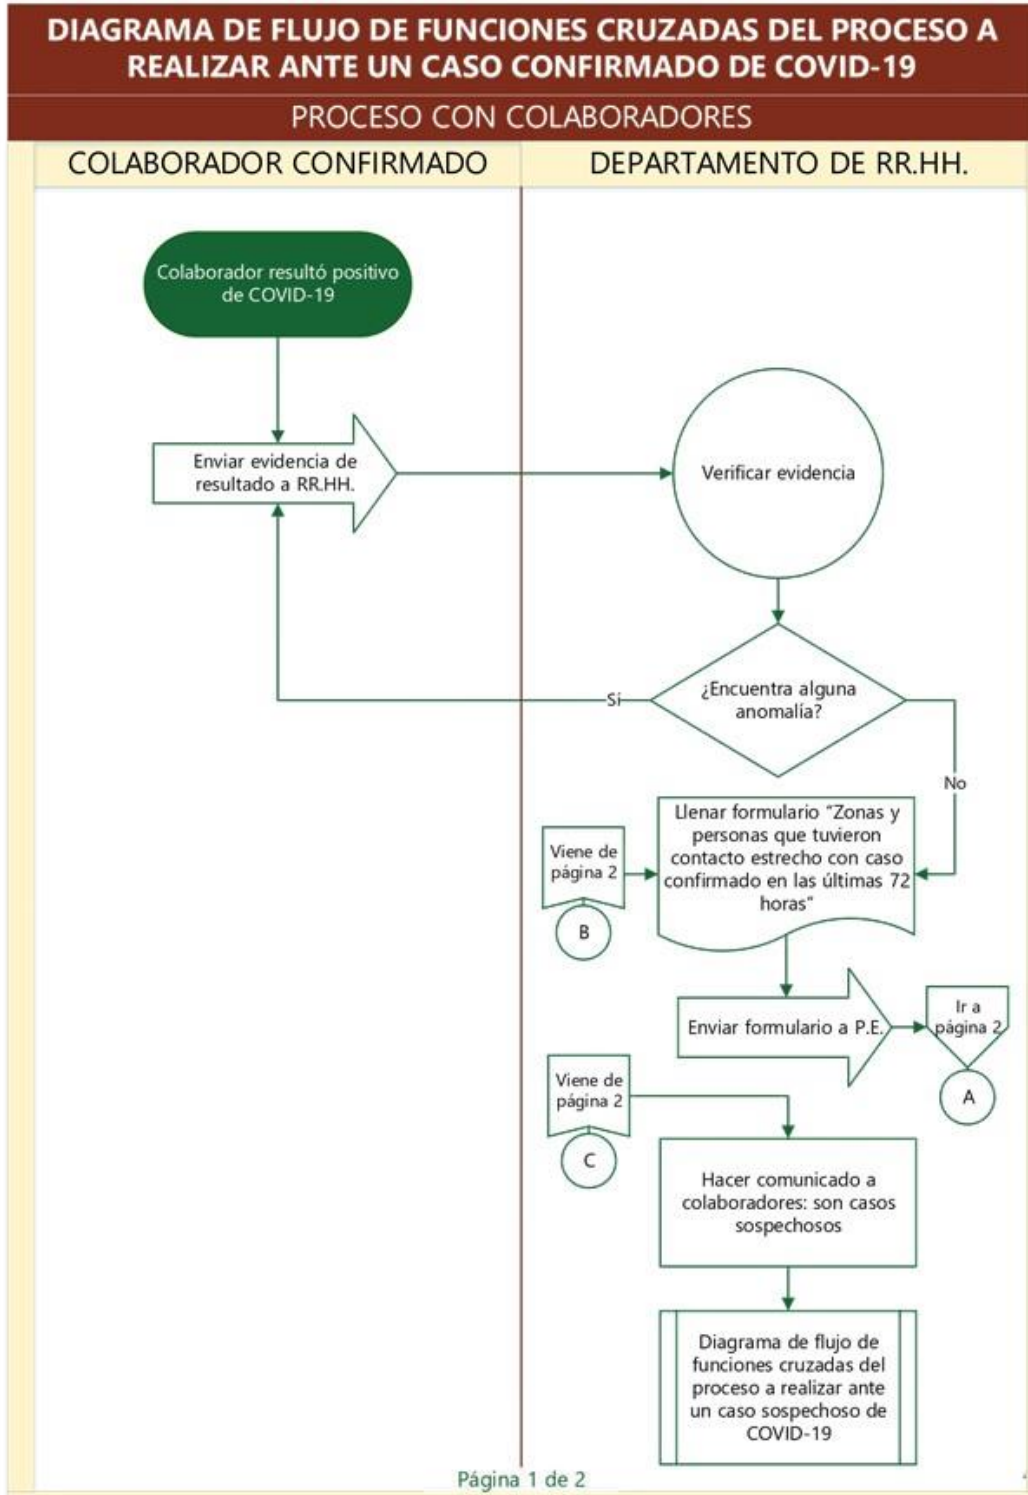 DIAGRAMA DE FLUJO DE FUNCIONES CRUZADAS DEL PROCESO A
REALIZAR ANTE UN CASO CONFIRMADO DE COVID-19
PROCESO CON COLABORADORES
COLABORADOR CONFIRMADO
DEPARTAMENTO DE RR.HH.
Colaborador resultó positivo
de COVID-19
Enviar evidencia de
resultado a RR.HH.
Verificar evidencia
¿Encuentra alguna
anomalía?
Sí
No
Llenar formulario “Zonas y
personas que tuvieron
contacto estrecho con caso
confirmado en las últimas 72
horas“
Viene de
página 2
B
Enviar formulario a P.E.
Ir a
página 2
A
Viene de
página 2
C
Hacer comunicado a
colaboradores: son casos
sospechosos
Diagrama de flujo de
funciones cruzadas del
proceso a realizar ante
un caso sospechoso de
COVID-19
Página 1 de 2